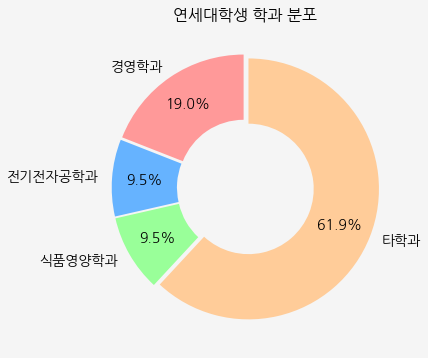 연세대학생 학과 분포
경영학과
19.0%
전기전자공학과
9.5%
식품영양학과
9.5%
61.9%
타학과